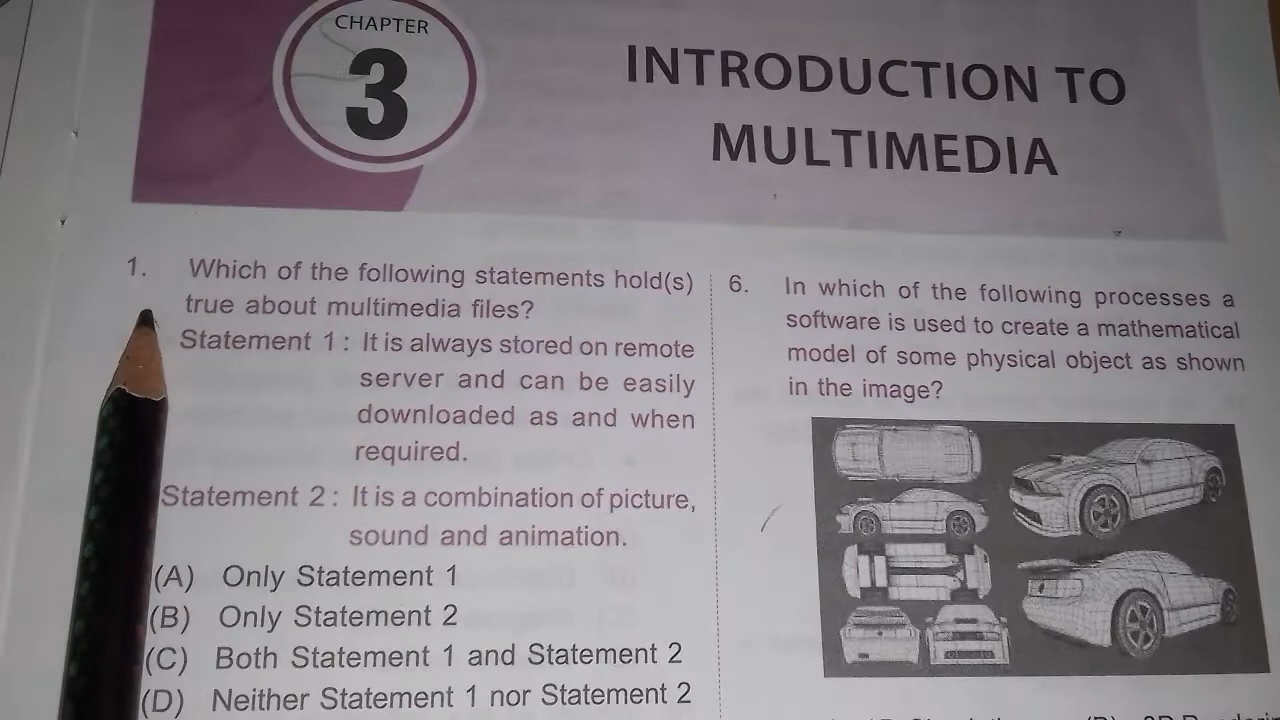 CHAPTER
3
INTRODUCTION TO
MULTIMEDIA
1. Which of the following statements hold(s)
true about multimedia files?
Statement 1 : It is always stored on remote
server and can be easily
downloaded as and when
required.
Statement 2 : It is a combination of picture,
sound and animation.
(A) Only Statement 1
(B) Only Statement 2
(C) Both Statement 1 and Statement 2
(D) Neither Statement 1 nor Statement 2
6. In which of the following processes a
software is used to create a mathematical
model of some physical object as shown
in the image?